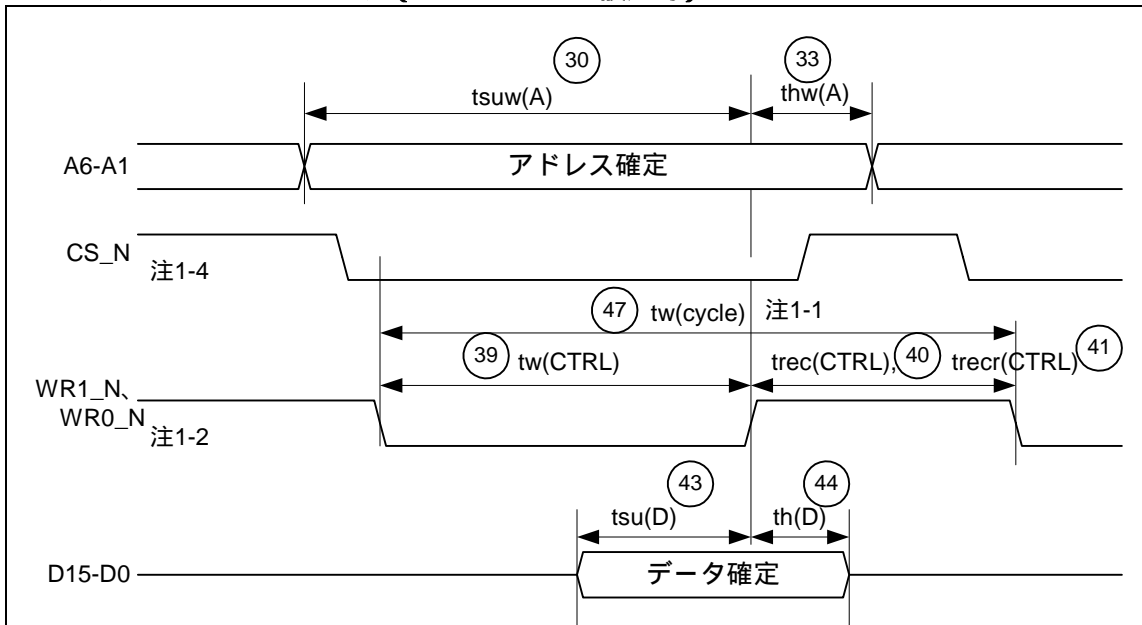 30 33
tsuw(A) thw(A)
A6-A1 アドレス確定
CS_N 注1-4
47 tw(cycle) 注1-1
39 tw(CTRL) trec(CTRL), 40 trecr(CTRL) 41
WR1_N、
WR0_N 注1-2
43 44
tsu(D) th(D)
D15-D0 データ確定